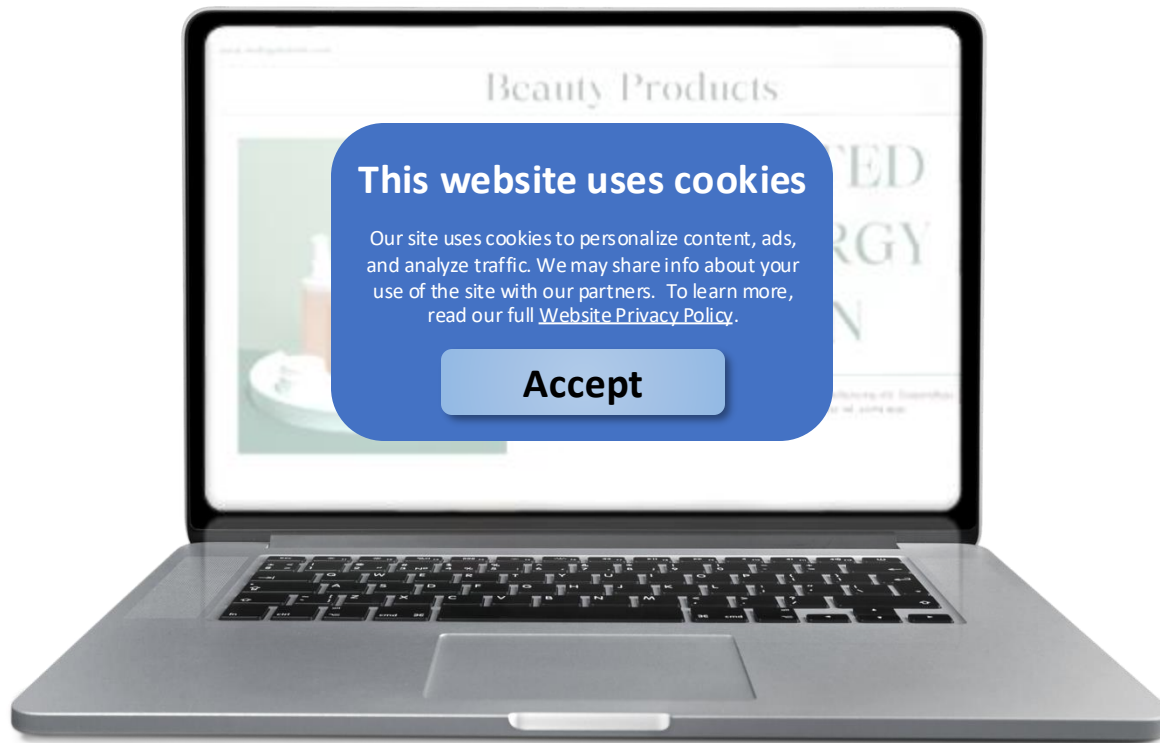 Beauty Products
TED
RGY
N
This website uses cookies
Our site uses cookies to personalize content, ads,
and analyze traffic. We may share info about your
use of the site with our partners. To learn more,
read our full Website Privacy Policy.
Accept